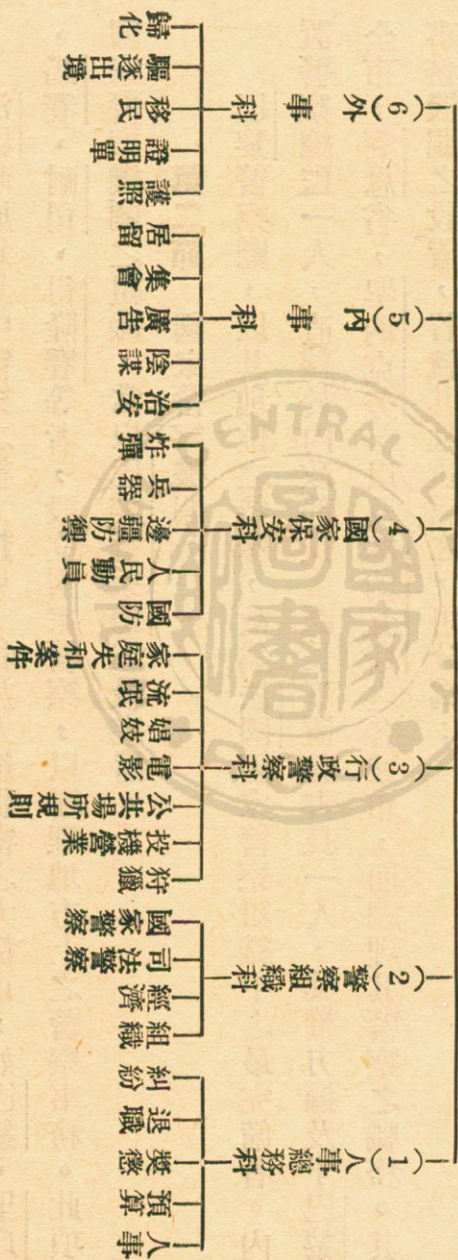 (1)人事總務科
人事
預算
獎懲
退職
糾紛
(2)警察組織科
組織
經濟
司法警察
國家警察
(3)行政警察科
狩獵
投機營業
公共場所規則
電影
娼妓
流氓
家庭失和案件
(4)國家保安科
國防
人民動員
邊疆防禦
兵器
炸彈
(5)內事科
治安
陰謀
廣告
集會
居留
(6)外事科
護照
證明單
移民
驅逐出境
歸化
CENTRAL L